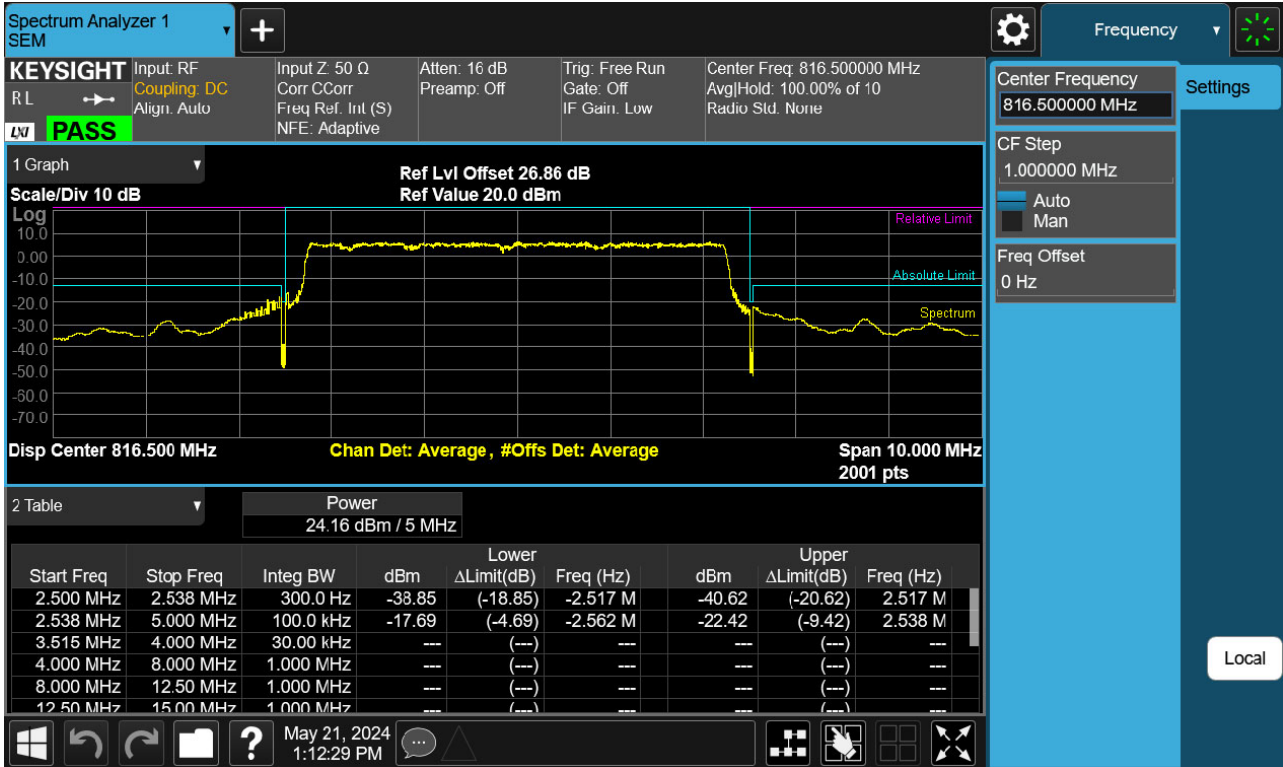 Spectrum Analyzer 1
SEM
Frequency
KEYSIGHT
R L
LXI PASS
Input: RF
Coupling: DC
Align: Auto
Input Z: 50 Ω
Corr CCorr
Freq Ref: Int (S)
NFE: Adaptive
Atten: 16 dB
Preamp: Off
Trig: Free Run
Gate: Off
IF Gain: Low
Center Freq: 816.500000 MHz
Avg|Hold: 100.00% of 10
Radio Std: None
Center Frequency
816.500000 MHz
Settings
CF Step
1.000000 MHz
Auto
Man
Freq Offset
0 Hz
Local
1 Graph
Ref Lvl Offset 26.86 dB
Scale/Div 10 dB
Ref Value 20.0 dBm
Log
10.0
0.00
-10.0
-20.0
-30.0
-40.0
-50.0
-60.0
-70.0
Relative Limit
Absolute Limit
Spectrum
Disp Center 816.500 MHz
Chan Det: Average , #Offs Det: Average
Span 10.000 MHz
2001 pts
2 Table
Power
24.16 dBm / 5 MHz
Lower Upper
Start Freq Stop Freq Integ BW dBm ΔLimit(dB) Freq (Hz) dBm ΔLimit(dB) Freq (Hz)
2.500 MHz 2.538 MHz 300.0 Hz -38.85 (-18.85) -2.517 M -40.62 (-20.62) 2.517 M
2.538 MHz 5.000 MHz 100.0 kHz -17.69 (-4.69) -2.562 M -22.42 (-9.42) 2.538 M
3.515 MHz 4.000 MHz 30.00 kHz --- (---) --- --- (---) ---
4.000 MHz 8.000 MHz 1.000 MHz --- (---) --- --- (---) ---
8.000 MHz 12.50 MHz 1.000 MHz --- (---) --- --- (---) ---
12.50 MHz 15.00 MHz 1.000 MHz --- (---) --- --- (---) ---
?
May 21, 2024
1:12:29 PM